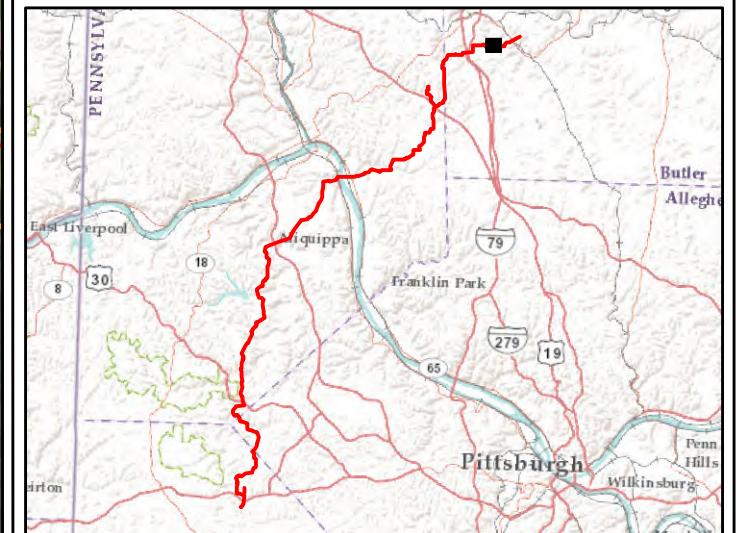 PENNSYLVA
Butler
Alleghe
East Liverpool
Aliquippa
79
18
30
8
Franklin Park
279
19
65
Pittsburgh
Penn
Hills
Wilkinsburg
eirton